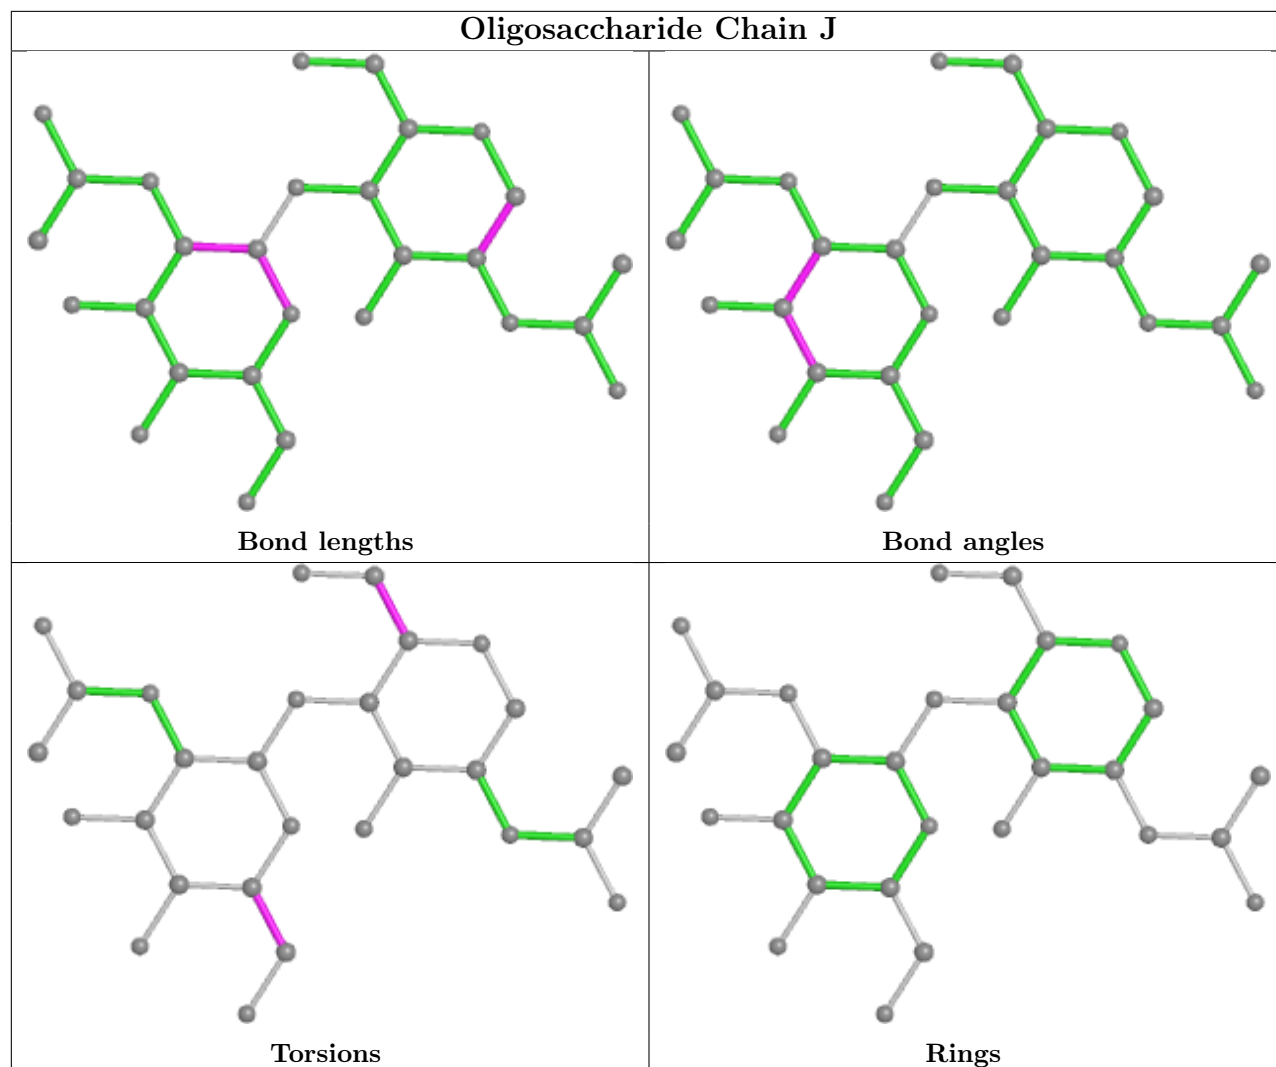 Oligosaccharide Chain J
Bond lengths
Bond angles
Torsions
Rings